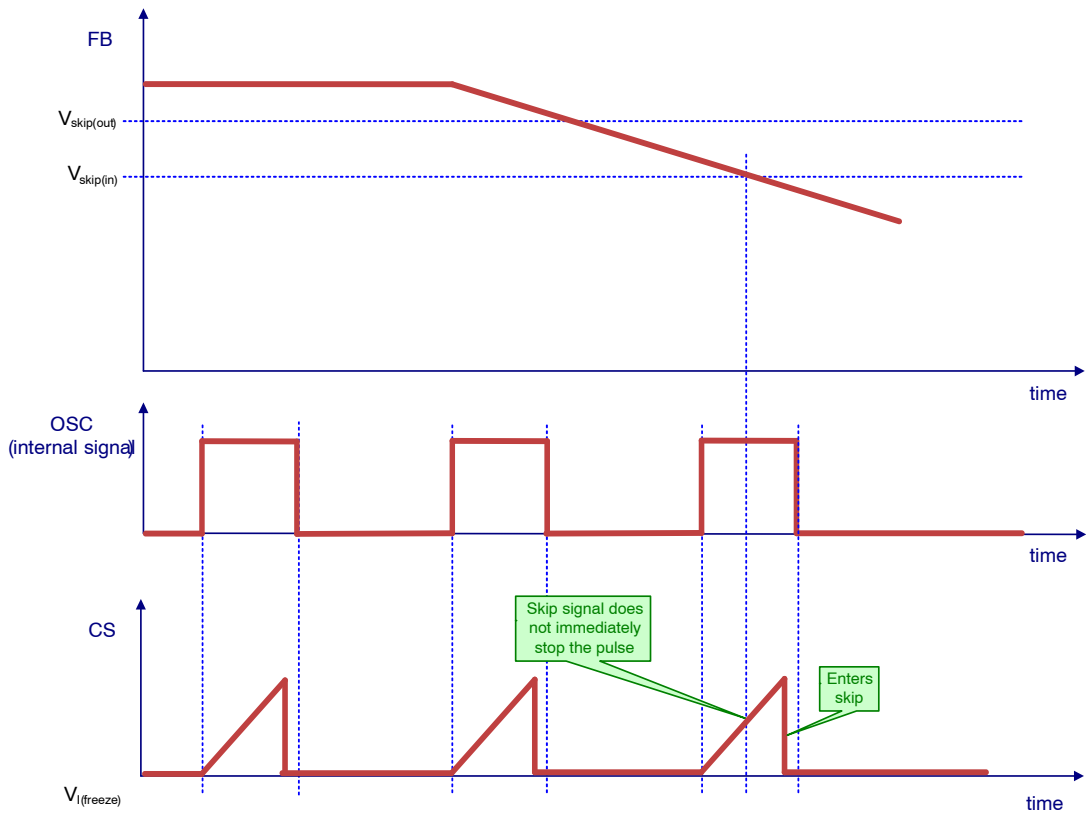 FB
Vskip(out)
Vskip(in)
time
OSC
(internal signal
time
CS
Skip signal does
not immediately
stop the pulse
Enters
skip
VI(freeze)
time